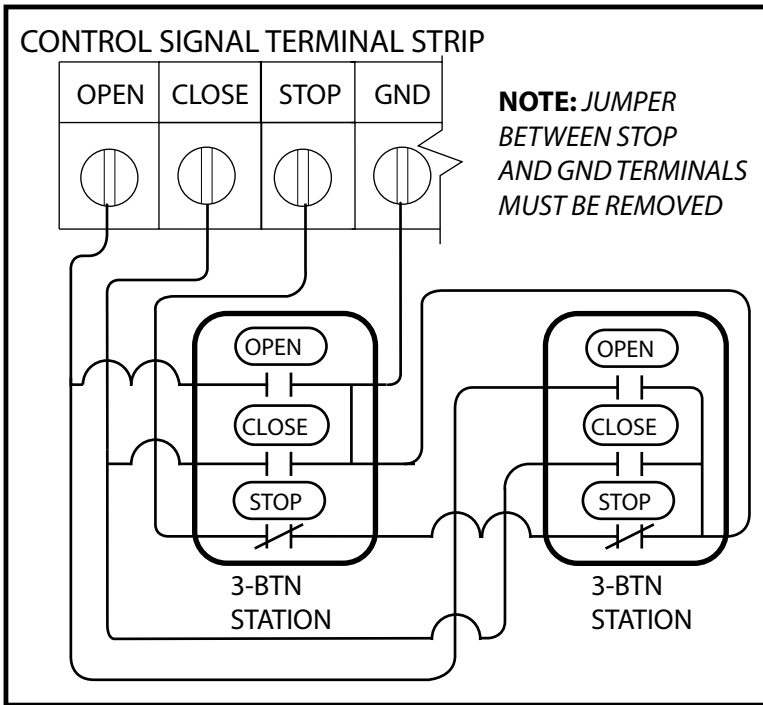 CONTROL SIGNAL TERMINAL STRIP
OPEN CLOSE STOP GND
NOTE: JUMPER
BETWEEN STOP
AND GND TERMINALS
MUST BE REMOVED
OPEN
CLOSE
STOP
3-BTN
STATION
OPEN
CLOSE
STOP
3-BTN
STATION